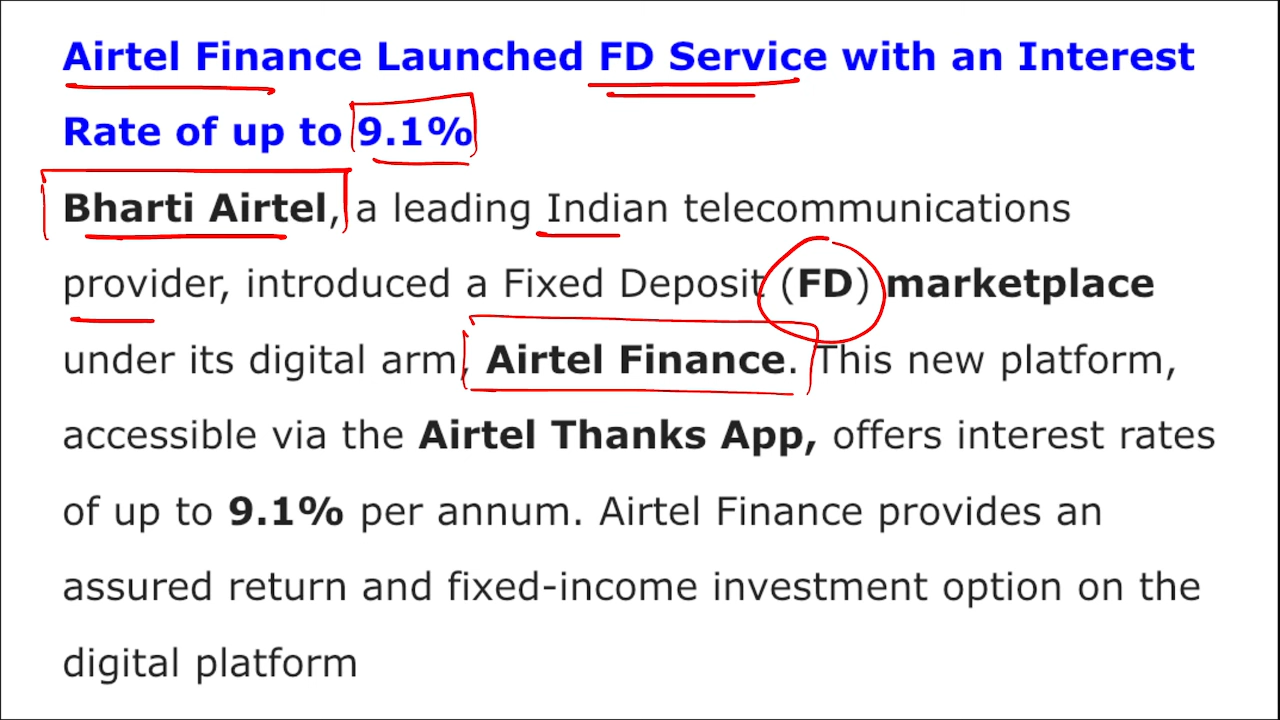 Airtel Finance Launched FD Service with an Interest
Rate of up to 9.1%
Bharti Airtel, a leading Indian telecommunications
provider, introduced a Fixed Deposit (FD) marketplace
under its digital arm, Airtel Finance. This new platform,
accessible via the Airtel Thanks App, offers interest rates
of up to 9.1% per annum. Airtel Finance provides an
assured return and fixed-income investment option on the
digital platform